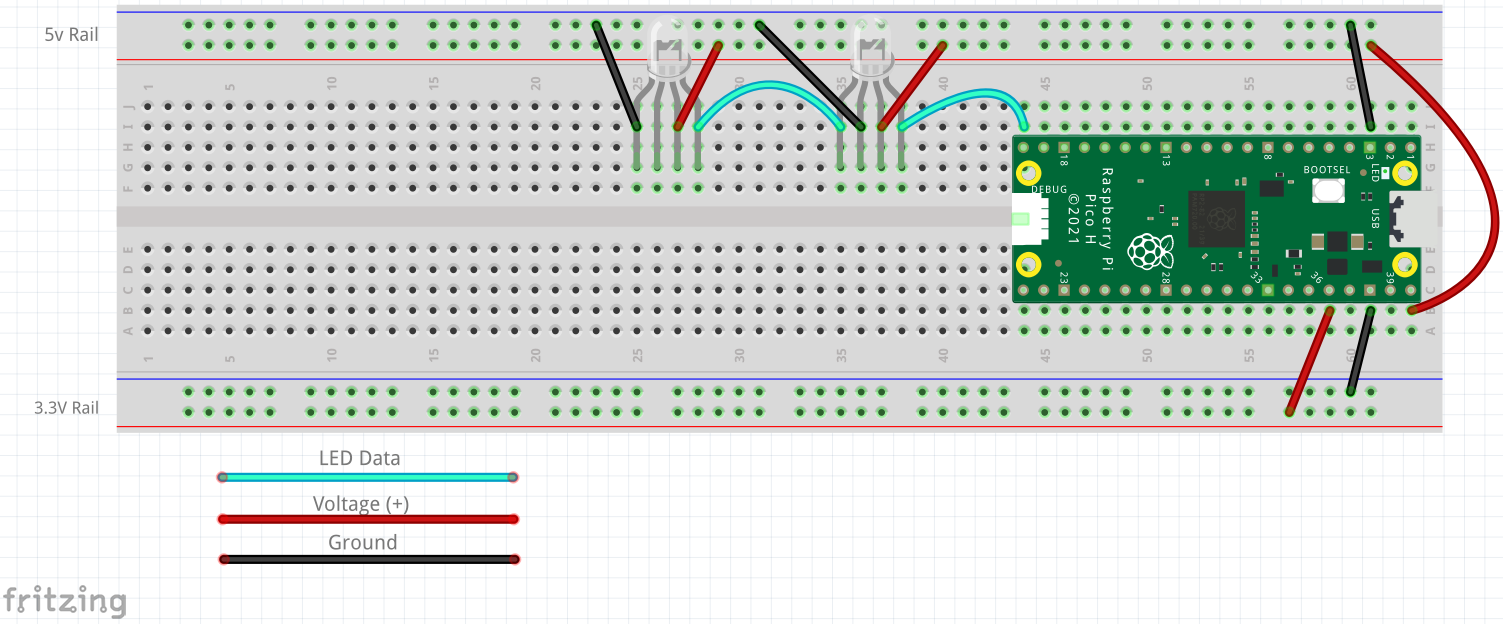 5v Rail
1 5 10 15 20 25 30 35 40 45 50 55
J
I I
H H
G G
F F
18 13 8 3 2 1
LED
BOOTSEL
DEBUG
USB
Raspberry Pi
Pico H
©2021
23 28 32 36 39
E E
D D
C C
B B
A A
1 5 10 15 20 25 30 35 40 45 50 55 60
3.3V Rail
LED Data
Voltage (+)
Ground
fritzing